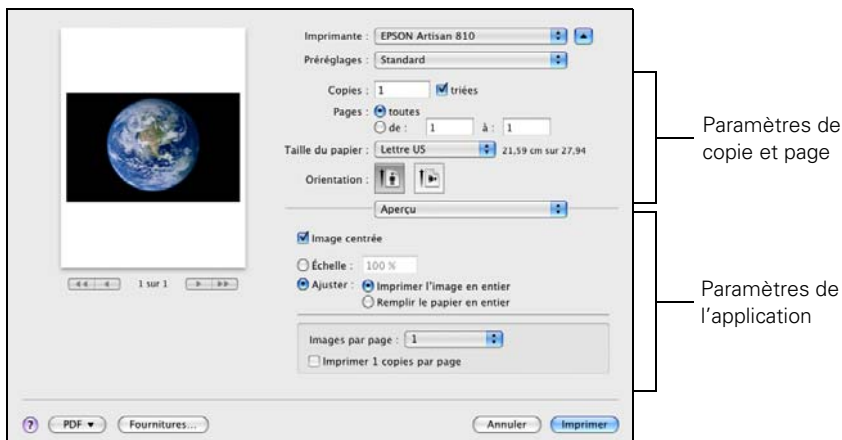 Imprimante : EPSON Artisan 810
Préréglages : Standard
Copies : 1 triées
Pages : toutes
de : 1 à : 1
Taille du papier : Lettre US 21,59 cm sur 27,94
Orientation :
Aperçu
Image centrée
Échelle : 100 %
Ajuster : Imprimer l'image en entier
Remplir le papier en entier
1 sur 1
Images par page : 1
Imprimer 1 copies par page
? PDF Fournitures... Annuler Imprimer
Paramètres de
copie et page
Paramètres de
l'application